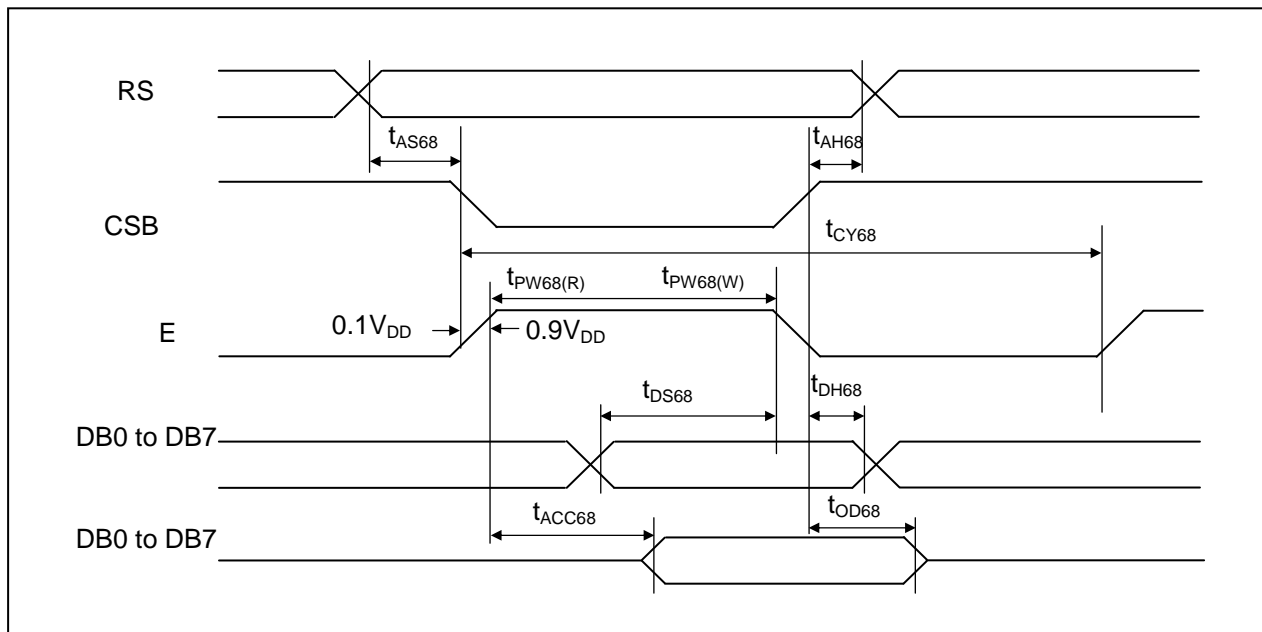 RS
tAS68
tAH68
CSB
tCY68
tPW68(R)
tPW68(W)
E
0.1VDD
0.9VDD
tDS68
tDH68
DB0 to DB7
tACC68
tOD68
DB0 to DB7